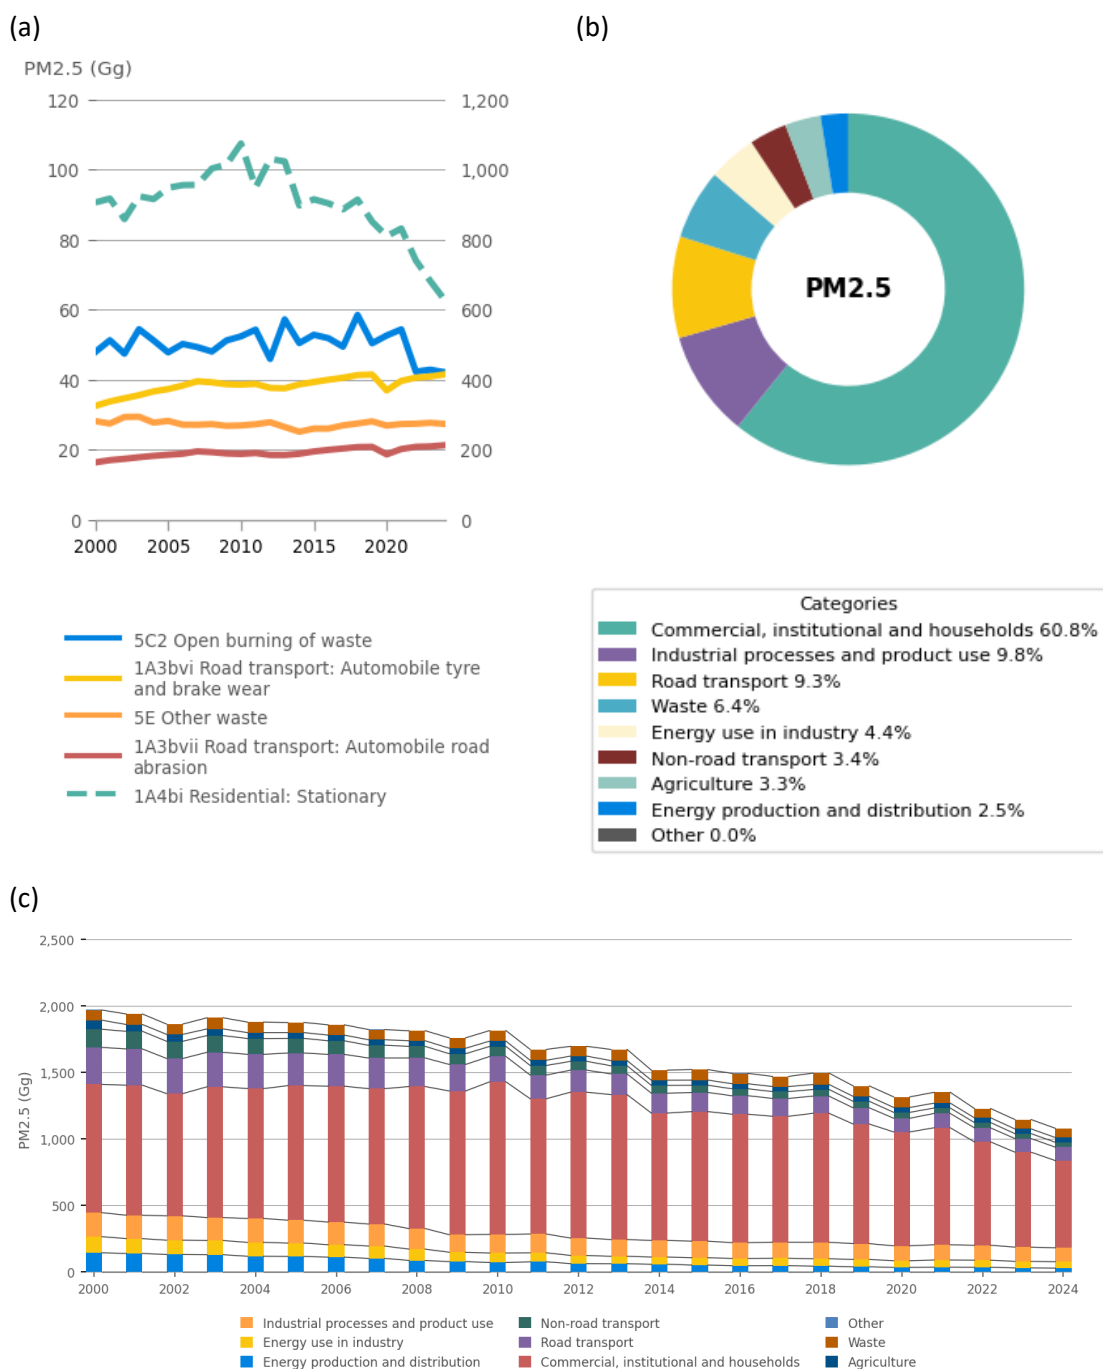 (a)
(b)
PM2.5 (Gg)
120 1,200
100 1,000
80 800
60 600
40 400
20 200
0 0
2000 2005 2010 2015 2020
5C2 Open burning of waste
1A3bvi Road transport: Automobile tyre
and brake wear
5E Other waste
1A3bvii Road transport: Automobile road
abrasion
1A4bi Residential: Stationary
PM2.5
Categories
Commercial, institutional and households 60.8%
Industrial processes and product use 9.8%
Road transport 9.3%
Waste 6.4%
Energy use in industry 4.4%
Non-road transport 3.4%
Agriculture 3.3%
Energy production and distribution 2.5%
Other 0.0%
(c)
PM2.5 (Gg)
2,500
2,000
1,500
1,000
500
0
2000 2002 2004 2006 2008 2010 2012 2014 2016 2018 2020 2022 2024
Industrial processes and product use Non-road transport Other
Energy use in industry Road transport Waste
Energy production and distribution Commercial, institutional and households Agriculture